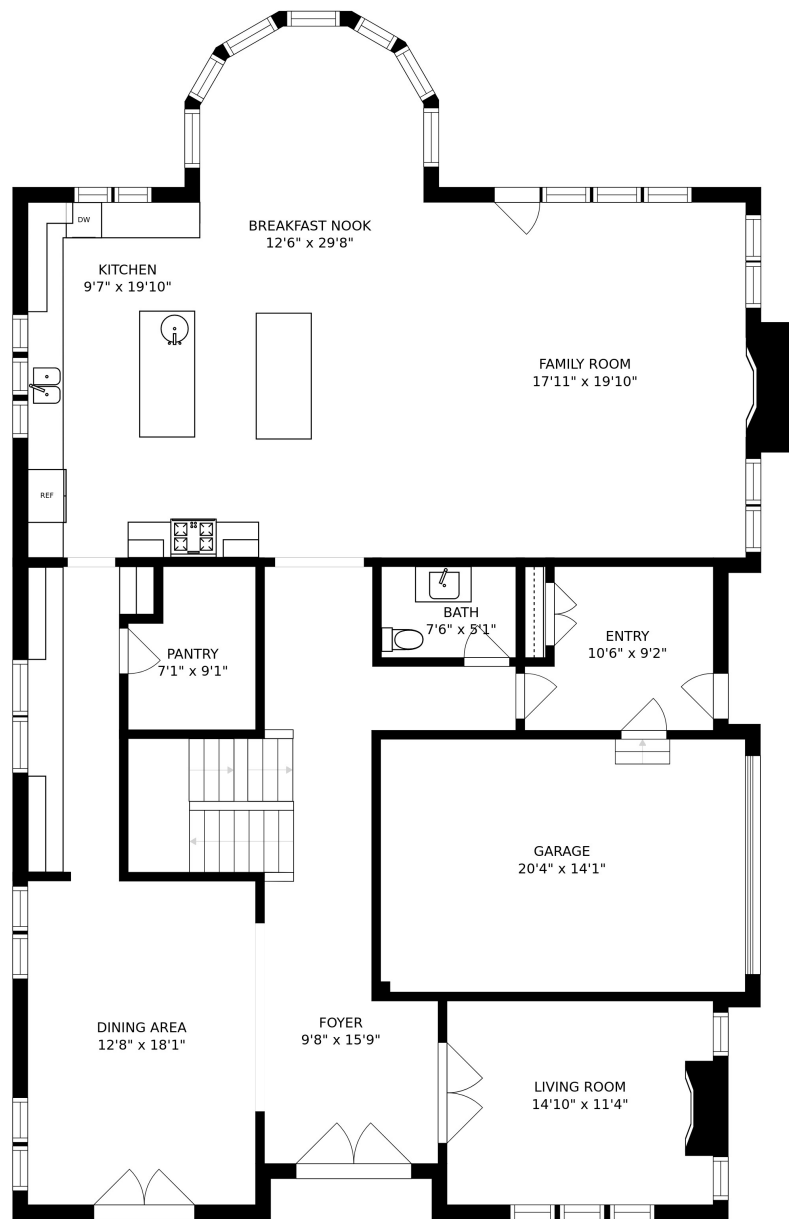 DW
BREAKFAST NOOK
12'6" x 29'8"
KITCHEN
9'7" x 19'10"
FAMILY ROOM
17'11" x 19'10"
REF
BATH
7'6" x 5'1"
ENTRY
10'6" x 9'2"
PANTRY
7'1" x 9'1"
GARAGE
20'4" x 14'1"
DINING AREA
12'8" x 18'1"
FOYER
9'8" x 15'9"
LIVING ROOM
14'10" x 11'4"